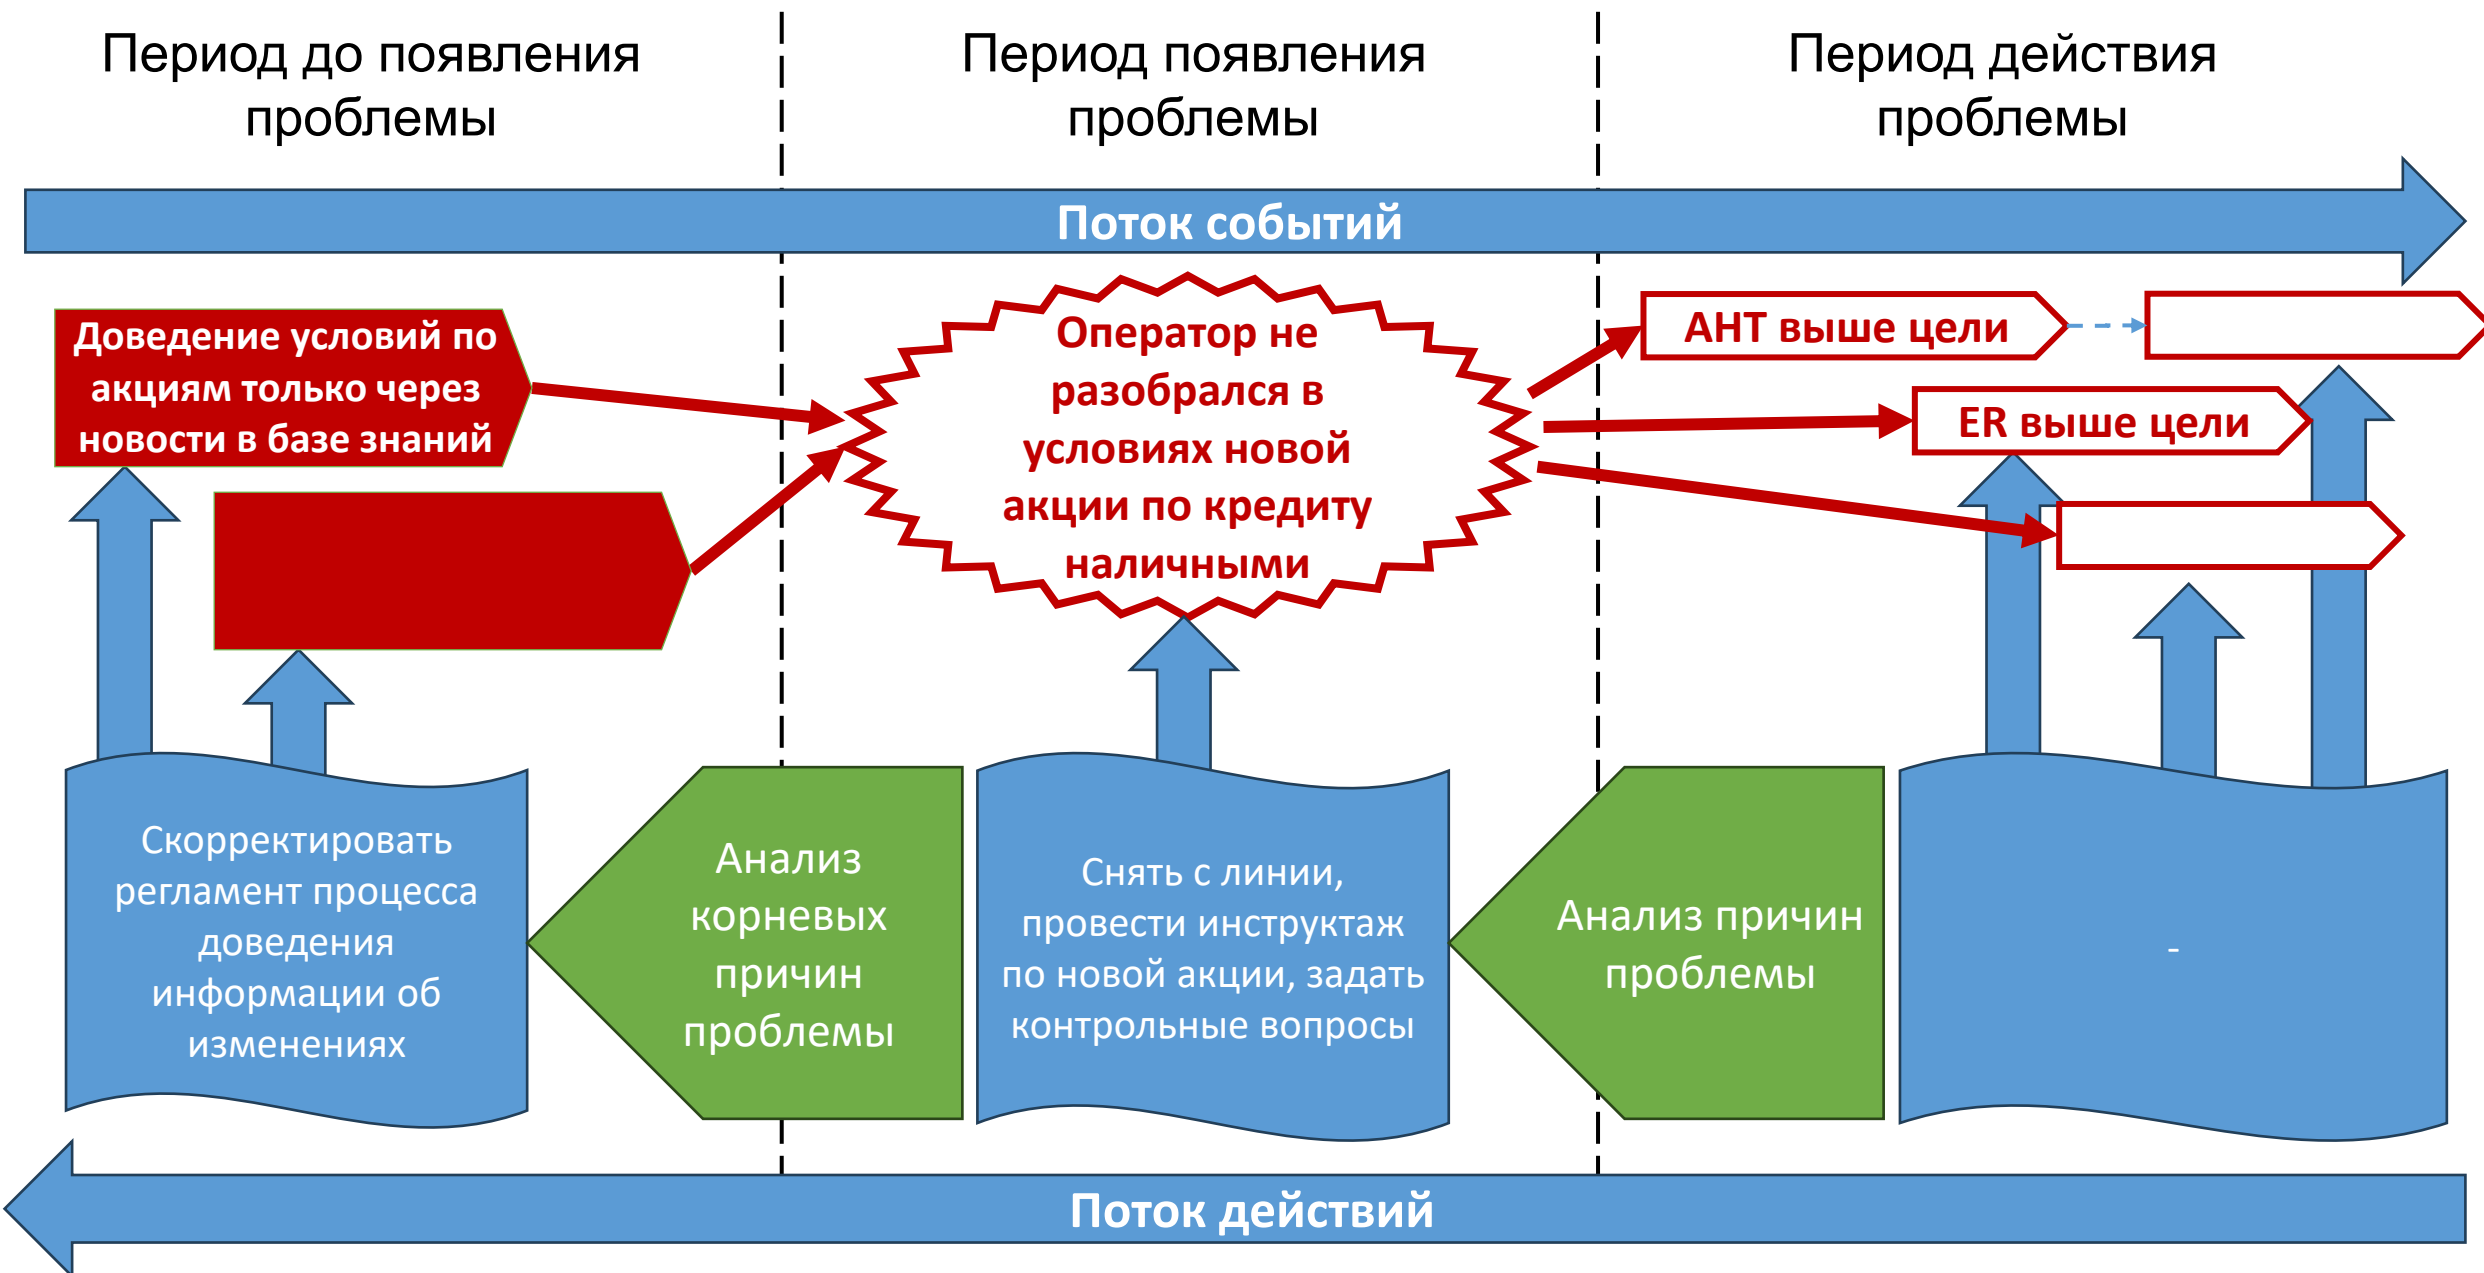 Период до появления
проблемы
Период появления
проблемы
Период действия
проблемы
Поток событий
Доведение условий по
акциям только через
новости в базе знаний
Оператор не
разобрался в
условиях новой
акции по кредиту
наличными
АНТ выше цели
ER выше цели
Скорректировать
регламент процесса
доведения
информации об
изменениях
Анализ
корневых
причин
проблемы
Снять с линии,
провести инструктаж
по новой акции, задать
контрольные вопросы
Анализ причин
проблемы
-
Поток действий